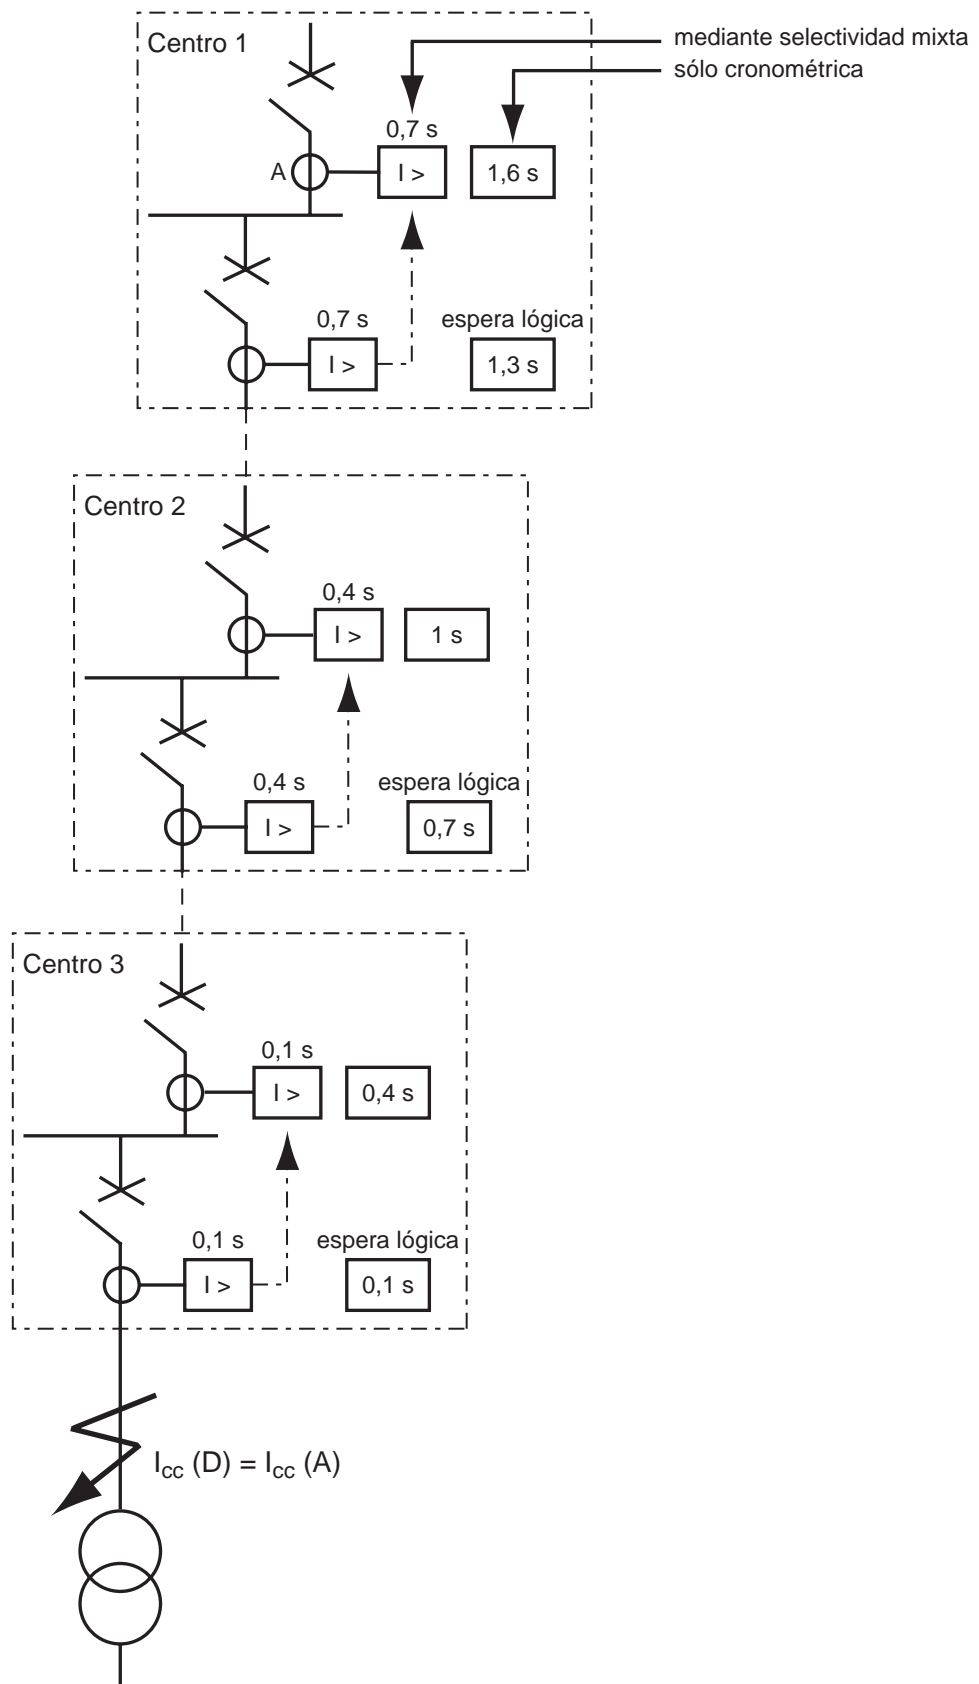 Centro 1
mediante selectividad mixta
sólo cronométrica
0,7 s
A
I >
1,6 s
0,7 s
espera lógica
I >
1,3 s
Centro 2
0,4 s
I >
1 s
0,4 s
espera lógica
I >
0,7 s
Centro 3
0,1 s
I >
0,4 s
0,1 s
espera lógica
I >
0,1 s
Icc (D) = Icc (A)